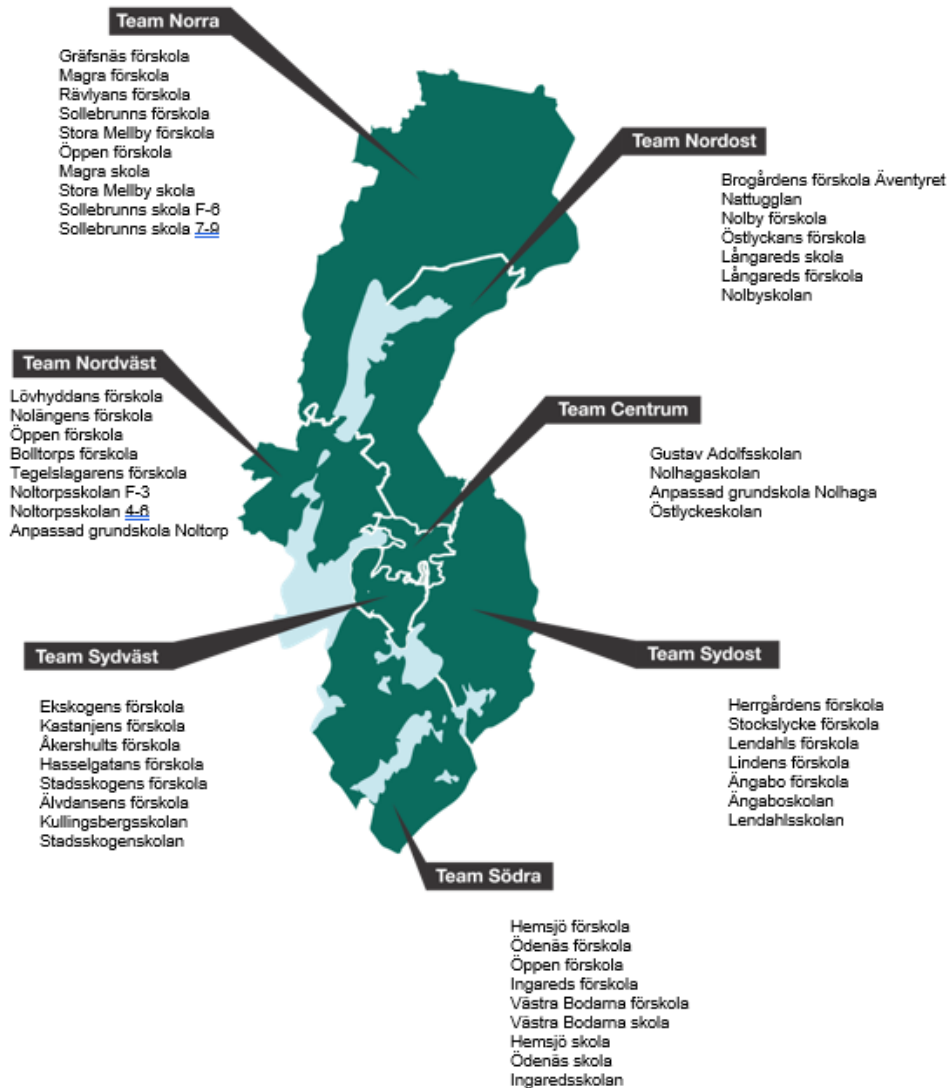 Team Norra
Gräfsnäs förskola
Magra förskola
Rävlyans förskola
Sollebrunns förskola
Stora Mellby förskola
Öppen förskola
Magra skola
Stora Mellby skola
Sollebrunns skola F-6
Sollebrunns skola 7-9
Team Nordost
Brogårdens förskola Äventyret
Nattugglan
Nolby förskola
Östlyckans förskola
Långareds skola
Långareds förskola
Nolbyskolan
Team Nordväst
Lövhyddans förskola
Nolängens förskola
Öppen förskola
Bolltorps förskola
Tegelslagarens förskola
Noltorpsskolan F-3
Noltorpsskolan 4-6
Anpassad grundskola Noltorp
Team Centrum
Gustav Adolfsskolan
Nolhagaskolan
Anpassad grundskola Nolhaga
Östlyckeskolan
Team Sydväst
Ekskogens förskola
Kastanjens förskola
Åkershults förskola
Hasselgatans förskola
Stadsskogens förskola
Älvdansens förskola
Kullingsbergsskolan
Stadsskogenskolan
Team Sydost
Herrgårdens förskola
Stockslycke förskola
Lendahls förskola
Lindens förskola
Ängabo förskola
Ängaboskolan
Lendahlsskolan
Team Södra
Hemsjö förskola
Ödenäs förskola
Öppen förskola
Ingareds förskola
Västra Bodarna förskola
Västra Bodarna skola
Hemsjö skola
Ödenäs skola
Ingaredsskolan